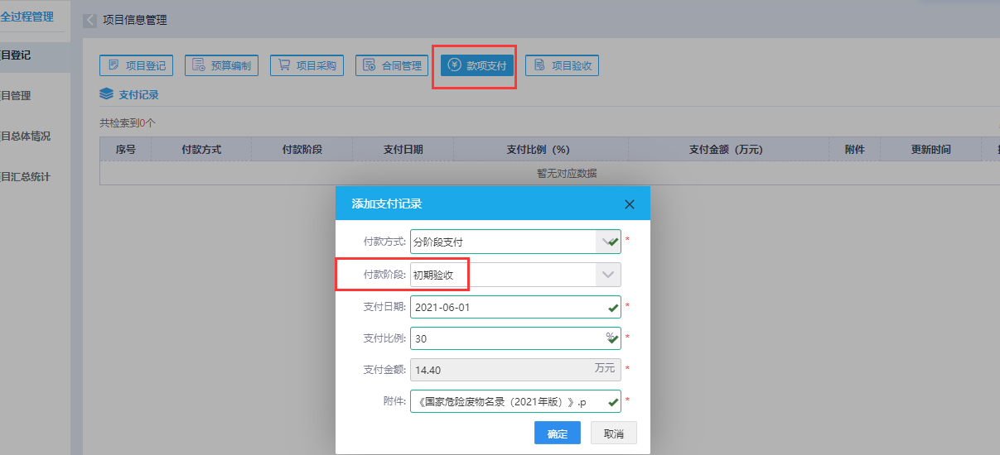 全过程管理
项目信息管理
目登记
项目登记 预算编制 项目采购 合同管理 款项支付 项目验收
目管理
支付记录
共检索到0个
目总体情况
序号 付款方式 付款阶段 支付日期 支付比例（%） 支付金额（万元） 附件 更新时间
目汇总统计
暂无对应数据
添加支付记录
付款方式: 分阶段支付 *
付款阶段: 初期验收
支付日期: 2021-06-01 *
支付比例: 30 % *
支付金额: 14.40 万元 *
附件: 《国家危险废物名录（2021年版）》.p *
确定 取消